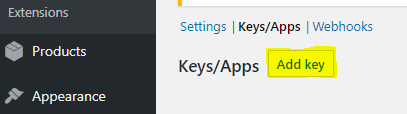 Extensions
Settings | Keys/Apps | Webhooks
Products
Keys/Apps Add key
Appearance